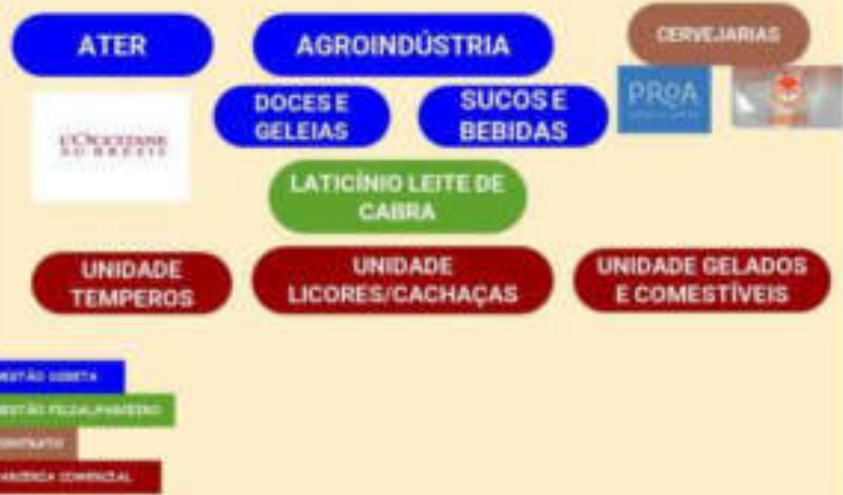 ATER
AGROINDÚSTRIA
CERVEJARIAS
DOCES E
GELEIAS
SUCOS E
BEBIDAS
PROA
L'OCCITANE
AU BRÉSIL
LATICÍNIO LEITE DE
CABRA
UNIDADE
TEMPEROS
UNIDADE
LICORES/CACHAÇAS
UNIDADE GELADOS
E COMESTÍVEIS